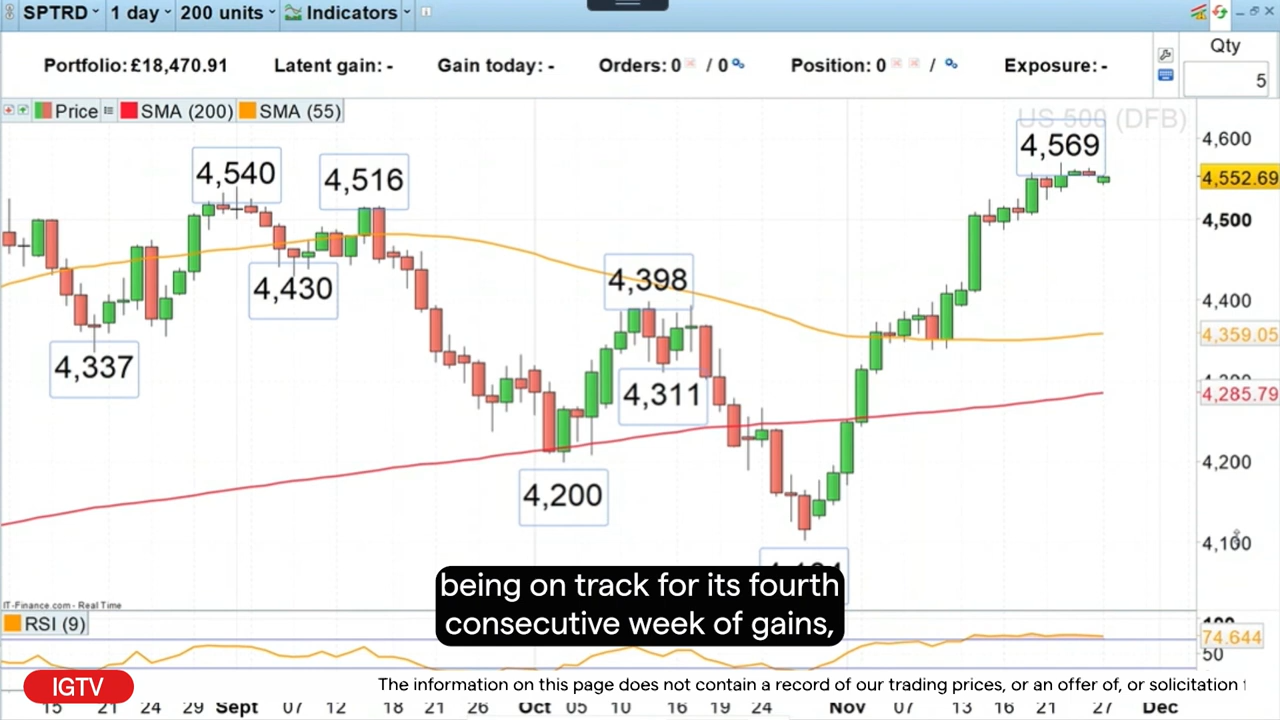 SPTRD 1 day 200 units Indicators
Portfolio: £18,470.91 Latent gain: - Gain today: - Orders: 0 / 0 Position: 0 / Exposure: - Qty
5
Price SMA (200) SMA (55)
US 500 (DFB)
4,600
4,569
4,540
4,516
4,552.69
4,500
4,430
4,398
4,400
4,337
4,359.05
4,311
4,285.79
4,200
4,200
4,100
being on track for its fourth
consecutive week of gains,
IT-Finance.com - Real Time
RSI (9)
100
74.644
50
IGTV
The information on this page does not contain a record of our trading prices, or an offer of, or solicitation
15 21 24 29 Sept 07 12 18 21 26 Oct 05 10 16 19 24 Nov 07 13 16 21 27 Dec